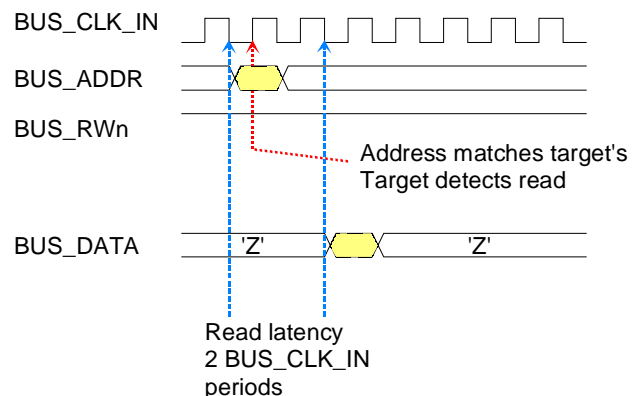 BUS_CLK_IN
BUS_ADDR
BUS_RWn
Address matches target's
Target detects read
BUS_DATA 'Z' 'Z'
Read latency
2 BUS_CLK_IN
periods